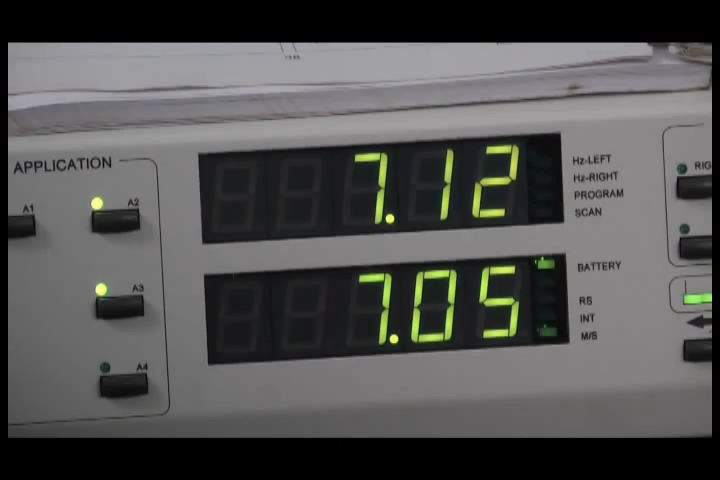 APPLICATION
A1
A2
A3
A4
7.12
7.05
Hz-LEFT
Hz-RIGHT
PROGRAM
SCAN
BATTERY
RS
INT
M/S
RIG